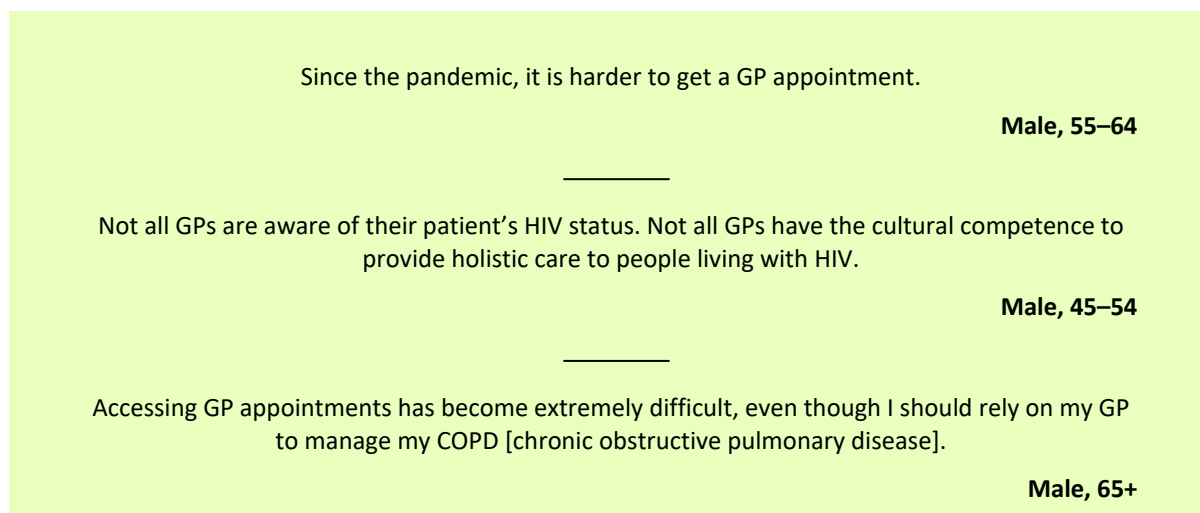 Since the pandemic, it is harder to get a GP appointment.
Male, 55–64
Not all GPs are aware of their patient’s HIV status. Not all GPs have the cultural competence to
provide holistic care to people living with HIV.
Male, 45–54
Accessing GP appointments has become extremely difficult, even though I should rely on my GP
to manage my COPD [chronic obstructive pulmonary disease].
Male, 65+